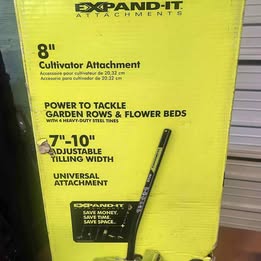 EXPAND-IT
ATTACHMENTS
8"
Cultivator Attachment
Accessoire pour cultivateur de 20,32 cm
Accesorio para cultivador de 20,32 cm
POWER TO TACKLE
GARDEN ROWS & FLOWER BEDS
WITH 4 HEAVY-DUTY STEEL TINES
7"-10"
ADJUSTABLE
TILLING WIDTH
UNIVERSAL
ATTACHMENT
EXPAND-IT
SAVE MONEY.
SAVE TIME.
SAVE SPACE.